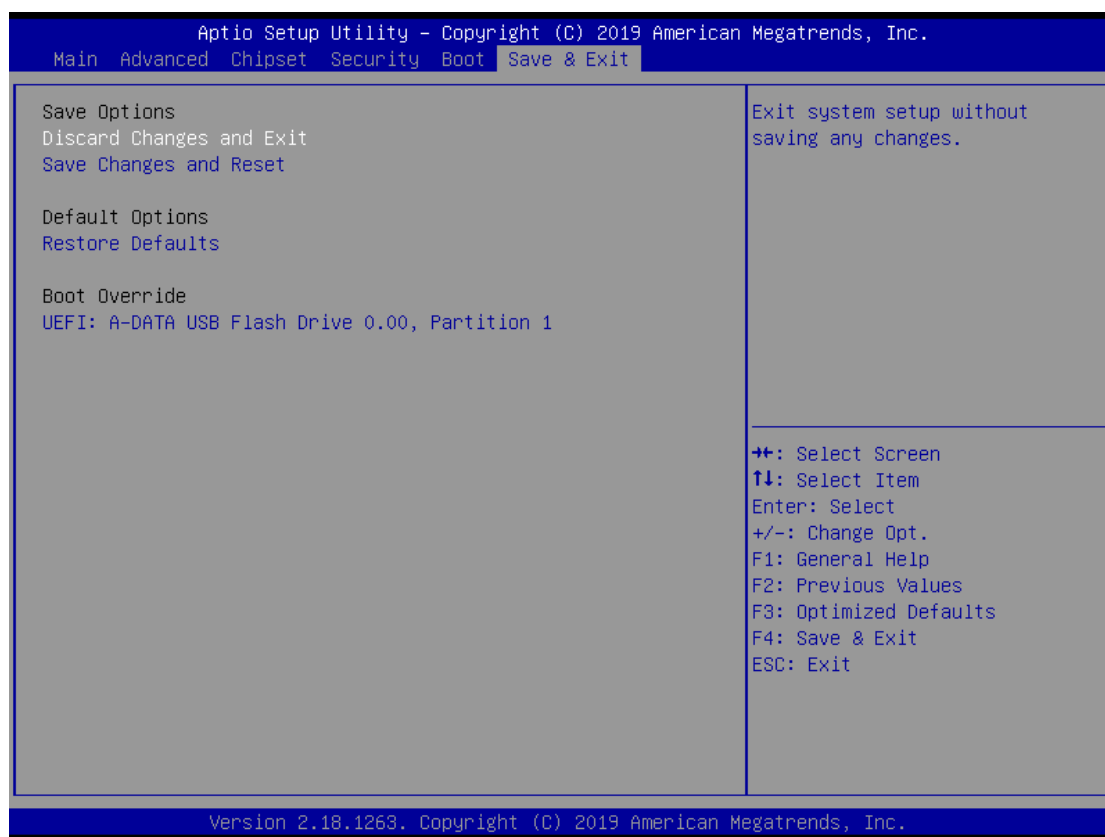 Aptio Setup Utility – Copyright (C) 2019 American Megatrends, Inc.
Main Advanced Chipset Security Boot Save & Exit
Save Options
Discard Changes and Exit
Save Changes and Reset
Default Options
Restore Defaults
Boot Override
UEFI: A-DATA USB Flash Drive 0.00, Partition 1
Exit system setup without
saving any changes.
→←: Select Screen
↑↓: Select Item
Enter: Select
+/-: Change Opt.
F1: General Help
F2: Previous Values
F3: Optimized Defaults
F4: Save & Exit
ESC: Exit
Version 2.18.1263. Copyright (C) 2019 American Megatrends, Inc.